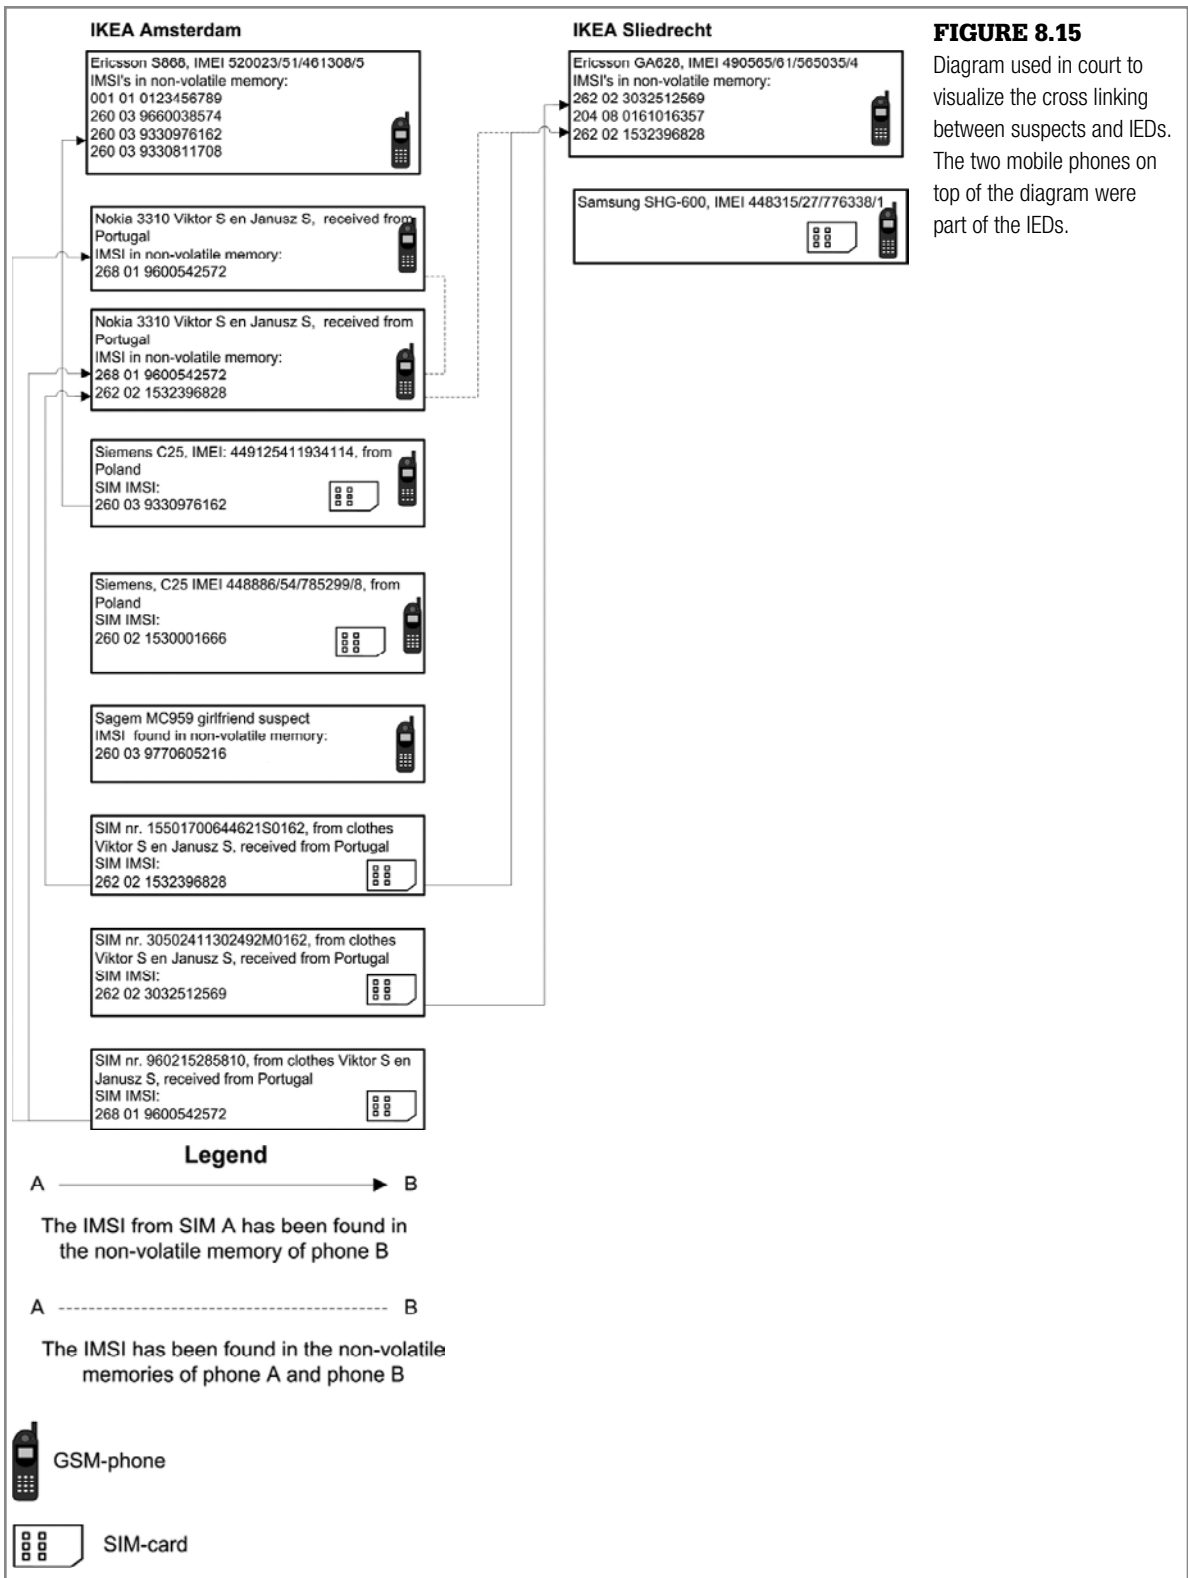 IKEA Amsterdam
Ericsson S868, IMEI 520023/51/461308/5
IMSI's in non-volatile memory:
001 01 0123456789
260 03 9660038574
260 03 9330976162
260 03 9330811708
Nokia 3310 Viktor S en Janusz S, received from
Portugal
IMSI in non-volatile memory:
268 01 9600542572
Nokia 3310 Viktor S en Janusz S, received from
Portugal
IMSI in non-volatile memory:
268 01 9600542572
262 02 1532396828
Siemens C25, IMEI: 449125411934114, from
Poland
SIM IMSI:
260 03 9330976162
Siemens, C25 IMEI 448886/54/785299/8, from
Poland
SIM IMSI:
260 02 1530001666
Sagem MC959 girlfriend suspect
IMSI found in non-volatile memory:
260 03 9770605216
SIM nr. 15501700644621S0162, from clothes
Viktor S en Janusz S, received from Portugal
SIM IMSI:
262 02 1532396828
SIM nr. 30502411302492M0162, from clothes
Viktor S en Janusz S, received from Portugal
SIM IMSI:
262 02 3032512569
SIM nr. 960215285810, from clothes Viktor S en
Janusz S, received from Portugal
SIM IMSI:
268 01 9600542572
IKEA Sliedrecht
Ericsson GA628, IMEI 490565/61/565035/4
IMSI's in non-volatile memory:
262 02 3032512569
204 08 0161016357
262 02 1532396828
Samsung SHG-600, IMEI 448315/27/776338/1
FIGURE 8.15
Diagram used in court to
visualize the cross linking
between suspects and IEDs.
The two mobile phones on
top of the diagram were
part of the IEDs.
Legend
A B
The IMSI from SIM A has been found in
the non-volatile memory of phone B
A B
The IMSI has been found in the non-volatile
memories of phone A and phone B
GSM-phone
SIM-card